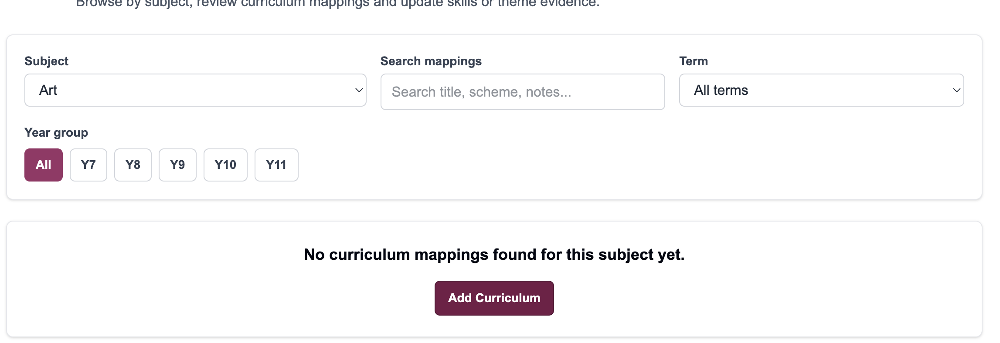 Browse by subject, review curriculum mappings and update skills or theme evidence.
Subject
Search mappings
Term
Art
Search title, scheme, notes...
All terms
Year group
All
Y7
Y8
Y9
Y10
Y11
No curriculum mappings found for this subject yet.
Add Curriculum